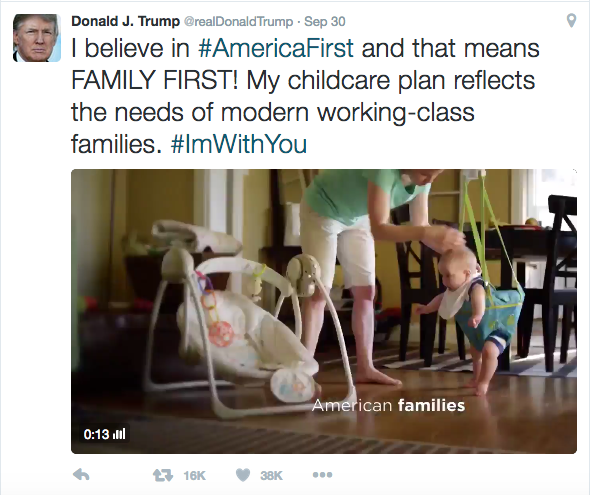 Donald J. Trump @realDonaldTrump · Sep 30
I believe in #AmericaFirst and that means
FAMILY FIRST! My childcare plan reflects
the needs of modern working-class
families. #ImWithYou
American families
0:13
16K 38K